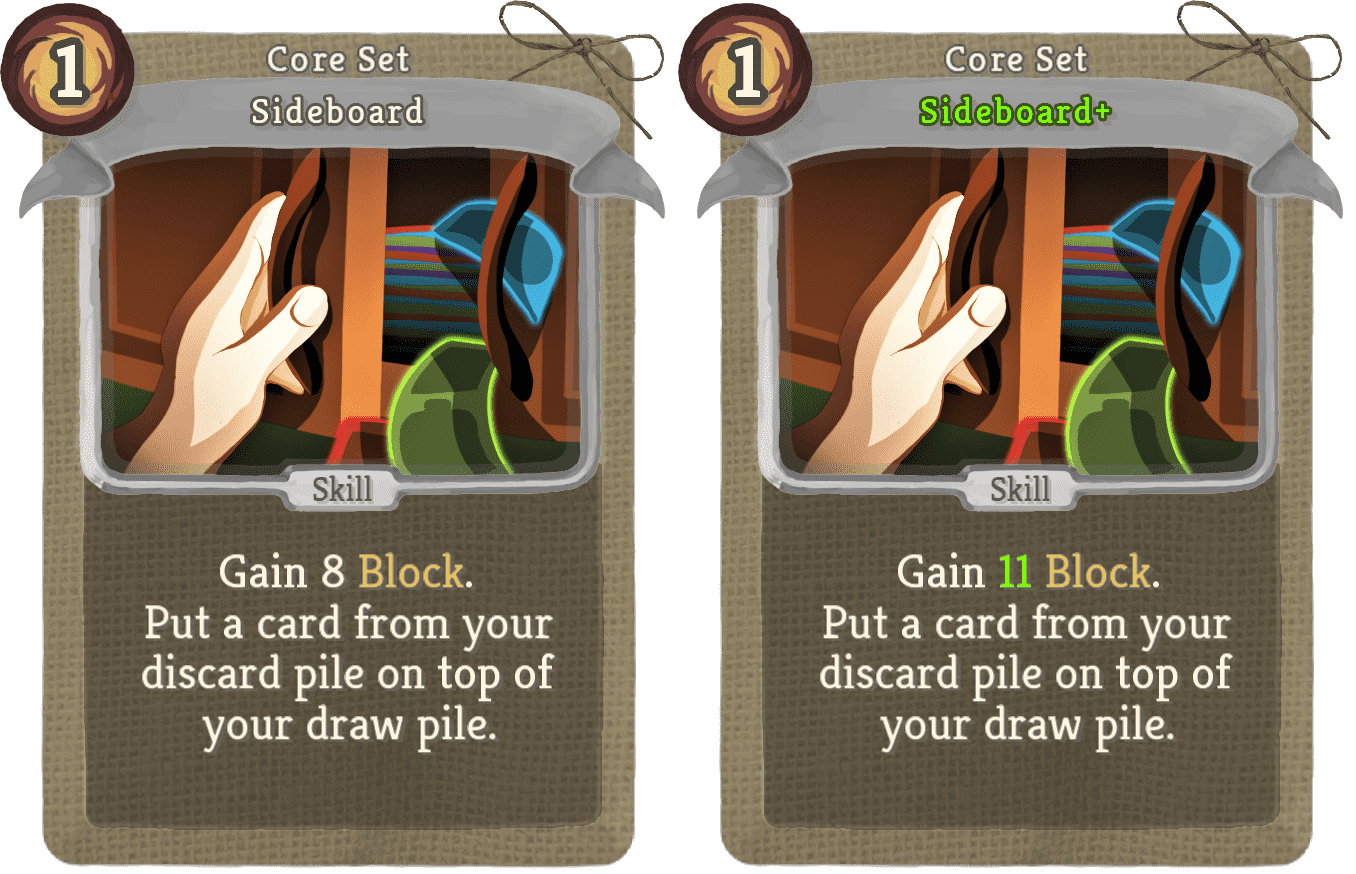 1
Core Set
Sideboard
Skill
Gain 8 Block.
Put a card from your
discard pile on top of
your draw pile.
1
Core Set
Sideboard+
Skill
Gain 11 Block.
Put a card from your
discard pile on top of
your draw pile.